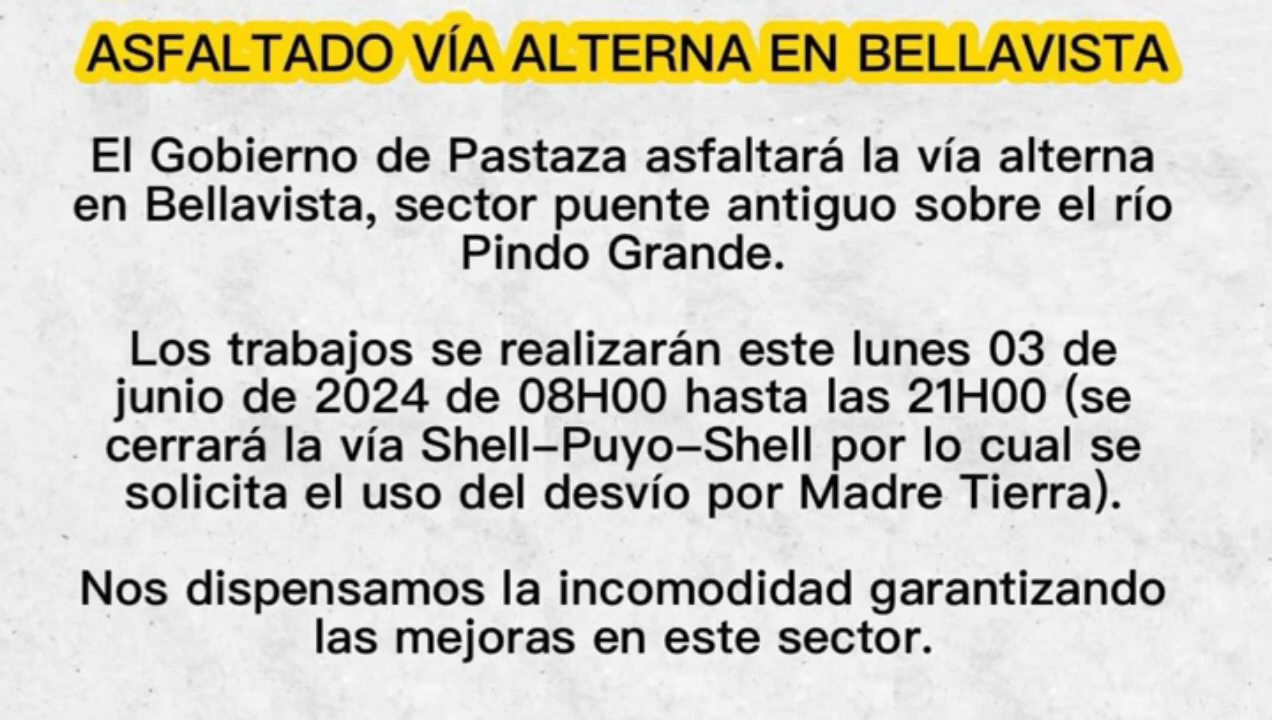 ASFALTADO VÍA ALTERNA EN BELLAVISTA
El Gobierno de Pastaza asfaltará la vía alterna
en Bellavista, sector puente antiguo sobre el río
Pindo Grande.
Los trabajos se realizarán este lunes 03 de
junio de 2024 de 08H00 hasta las 21H00 (se
cerrará la vía Shell–Puyo–Shell por lo cual se
solicita el uso del desvío por Madre Tierra).
Nos dispensamos la incomodidad garantizando
las mejoras en este sector.